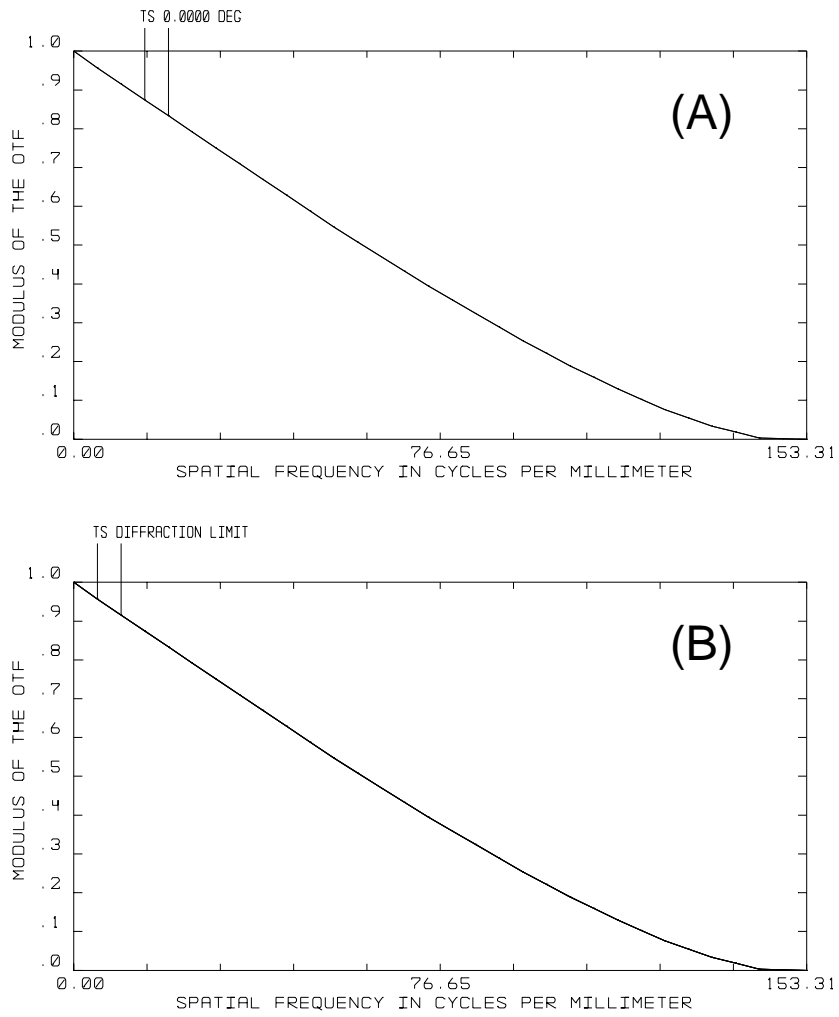 TS 0.0000 DEG
1.0
.9
.8
.7
.6
.5
.4
.3
.2
.1
.0
MODULUS OF THE OTF
(A)
0.00 76.65 153.31
SPATIAL FREQUENCY IN CYCLES PER MILLIMETER
TS DIFFRACTION LIMIT
1.0
.9
.8
.7
.6
.5
.4
.3
.2
.1
.0
MODULUS OF THE OTF
(B)
0.00 76.65 153.31
SPATIAL FREQUENCY IN CYCLES PER MILLIMETER